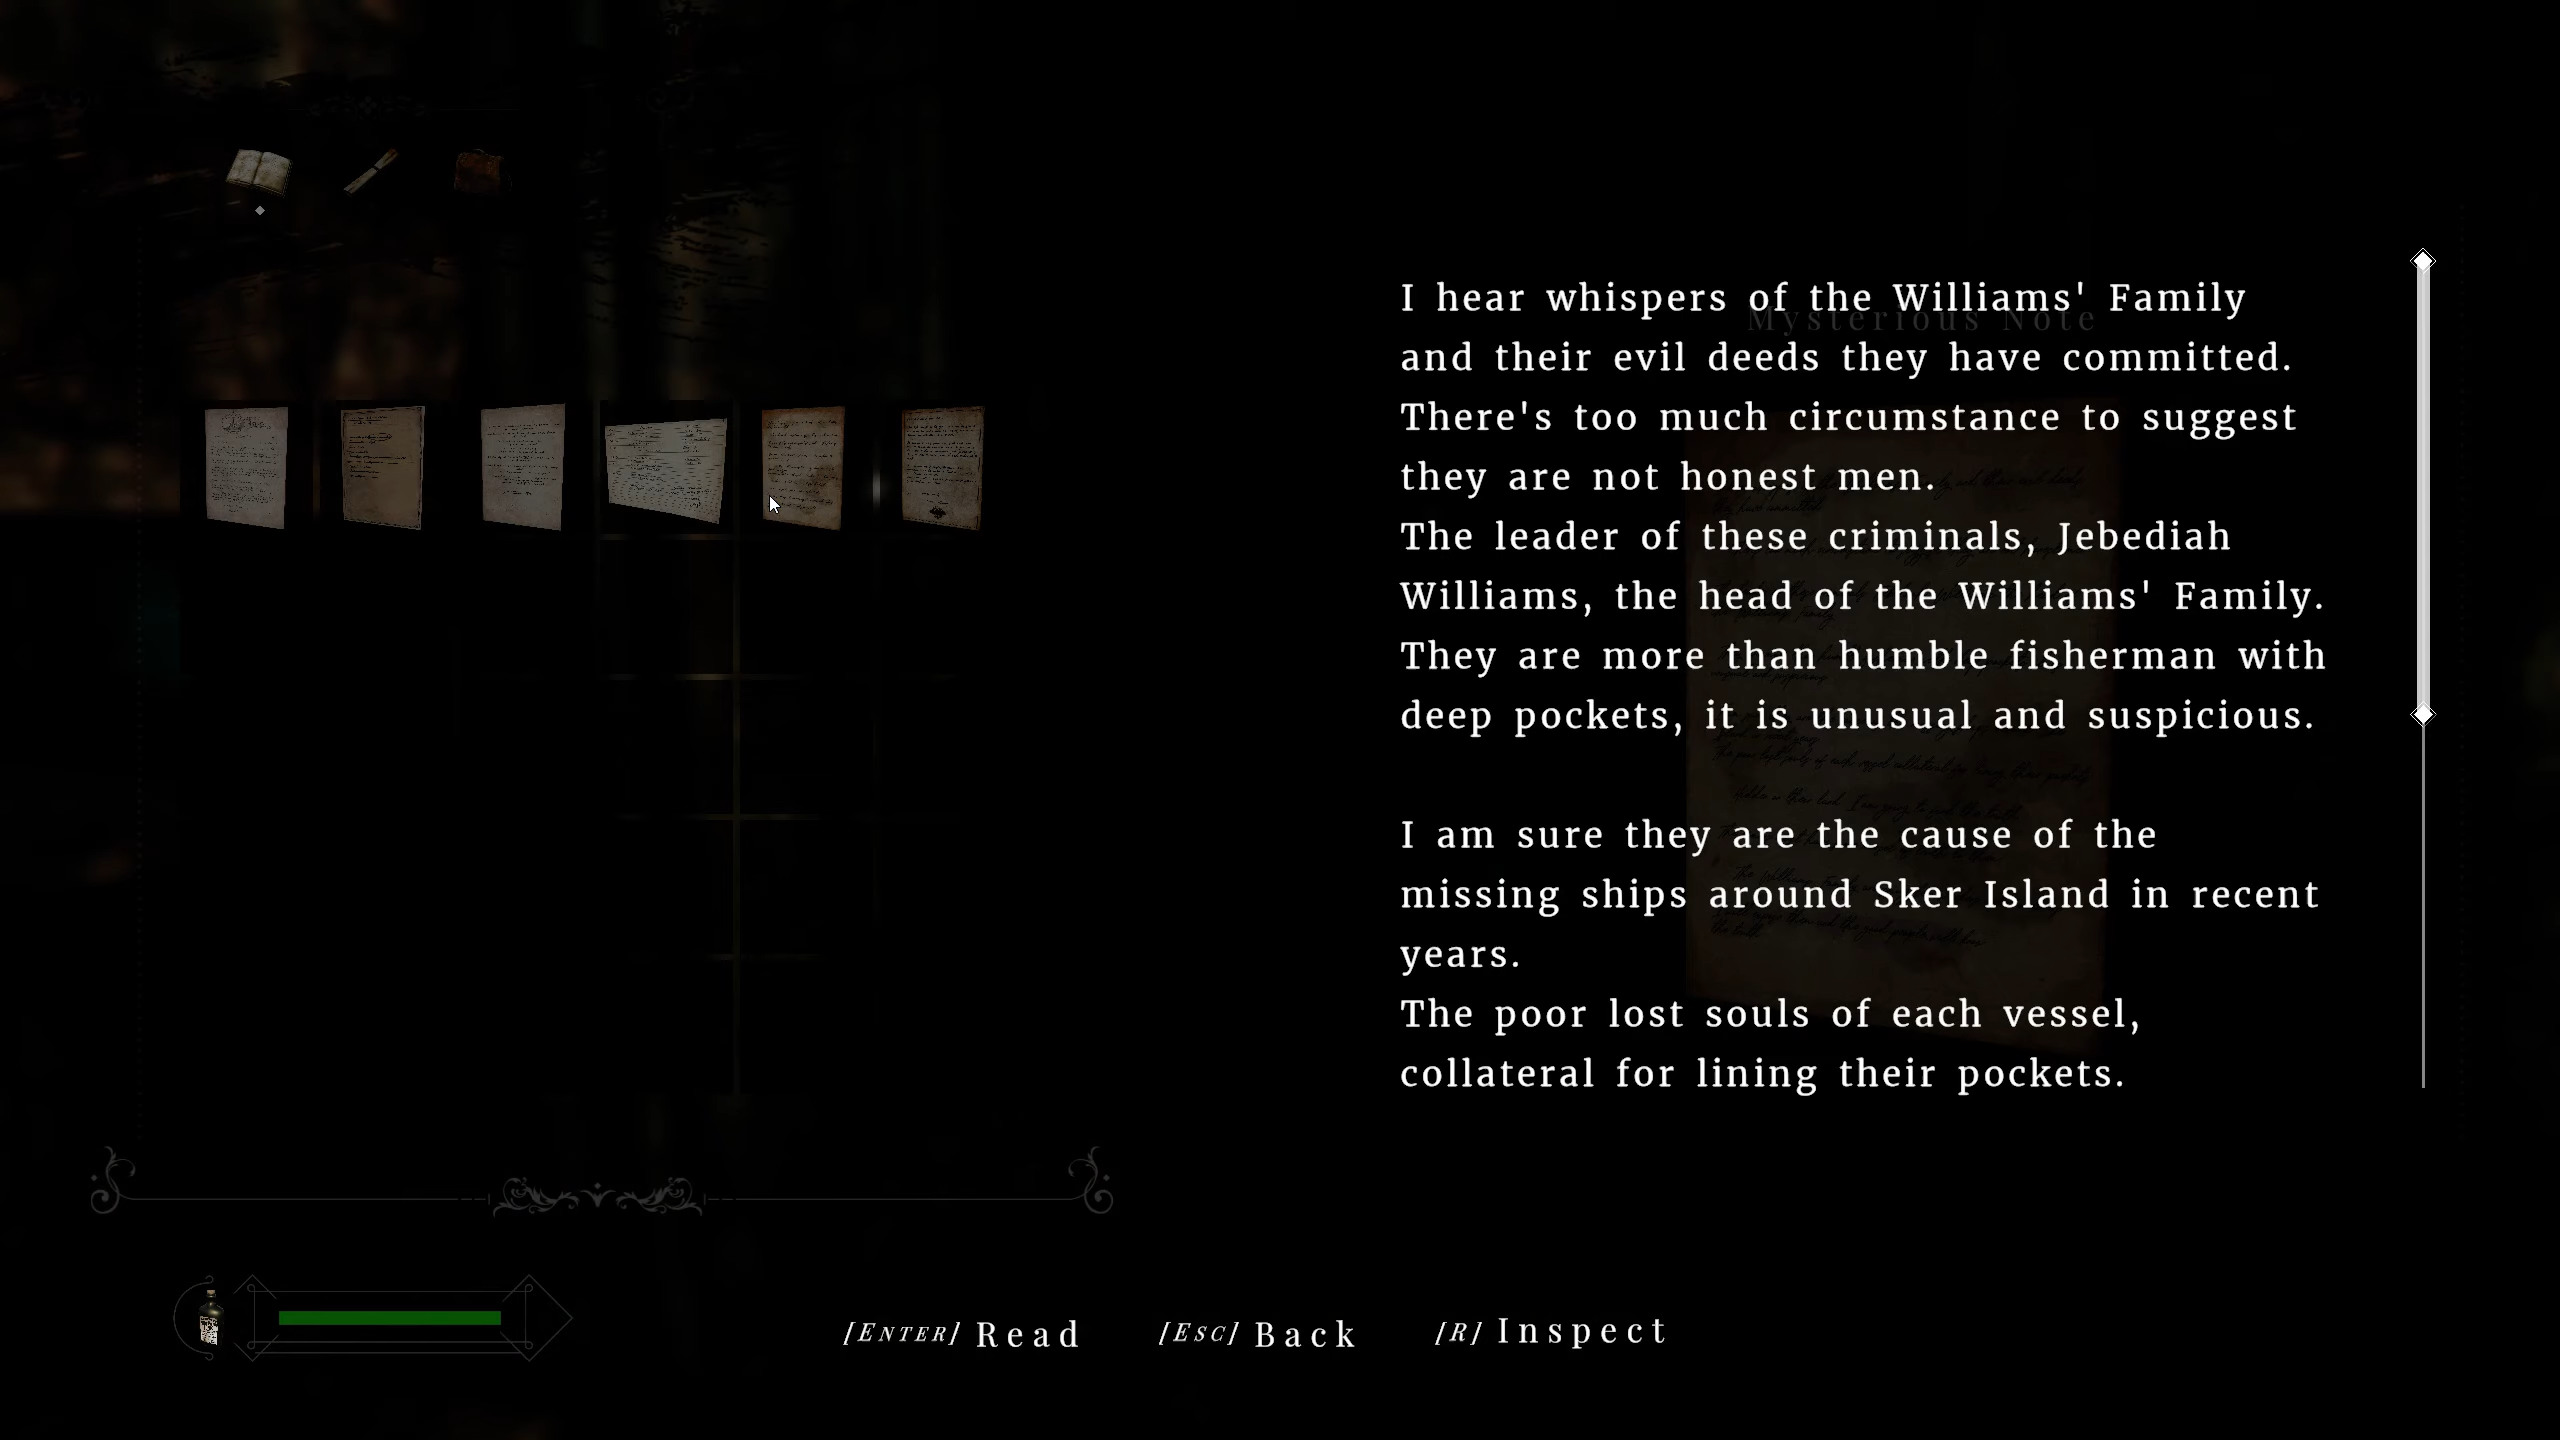 Mysterious Note
I hear whispers of the Williams' Family
and their evil deeds they have committed.
There's too much circumstance to suggest
they are not honest men.
The leader of these criminals, Jebediah
Williams, the head of the Williams' Family.
They are more than humble fisherman with
deep pockets, it is unusual and suspicious.
I am sure they are the cause of the
missing ships around Sker Island in recent
years.
The poor lost souls of each vessel,
collateral for lining their pockets.
[ENTER] Read [ESC] Back [R] Inspect